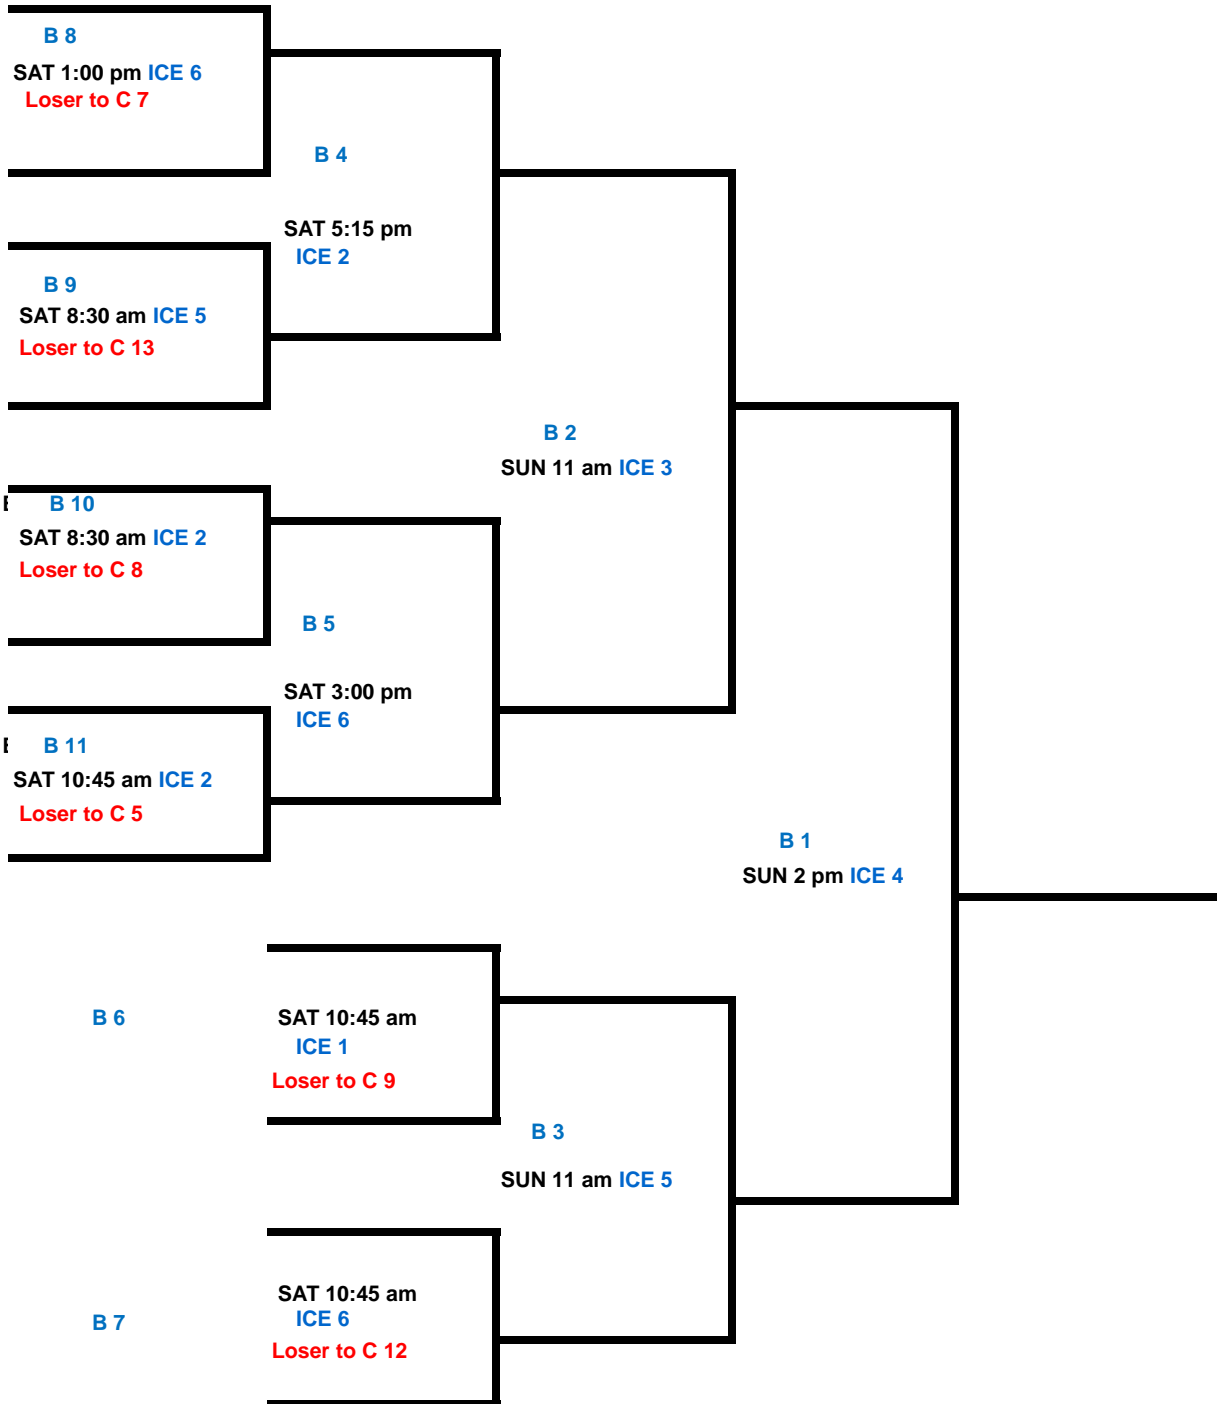 B 8
SAT 1:00 pm ICE 6
Loser to C 7
B 4
SAT 5:15 pm
ICE 2
B 9
SAT 8:30 am ICE 5
Loser to C 13
B 2
SUN 11 am ICE 3
B 10
SAT 8:30 am ICE 2
Loser to C 8
B 5
SAT 3:00 pm
ICE 6
B 11
SAT 10:45 am ICE 2
Loser to C 5
B 1
SUN 2 pm ICE 4
B 6
SAT 10:45 am
ICE 1
Loser to C 9
B 3
SUN 11 am ICE 5
SAT 10:45 am
ICE 6
B 7
Loser to C 12